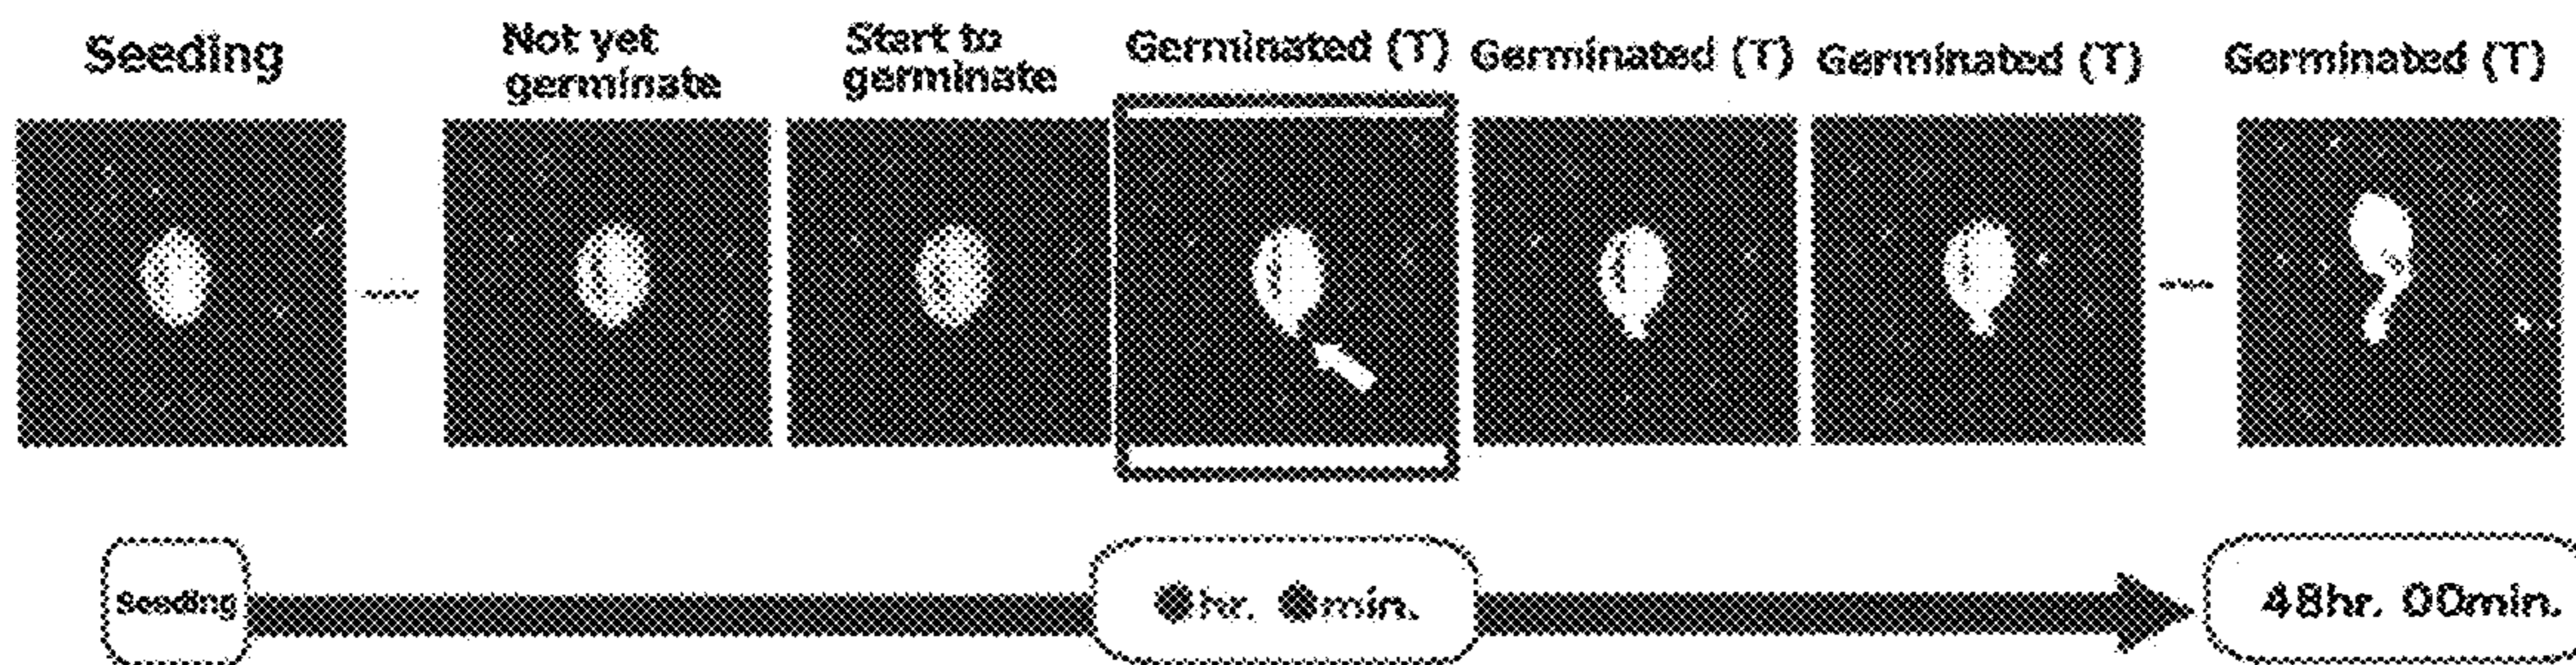 Seeding
Not yet
germinate
Start to
germinate
Germinated (T)
Germinated (T)
Germinated (T)
Germinated (T)
Seeding
●hr. ●min.
48hr. 00min.